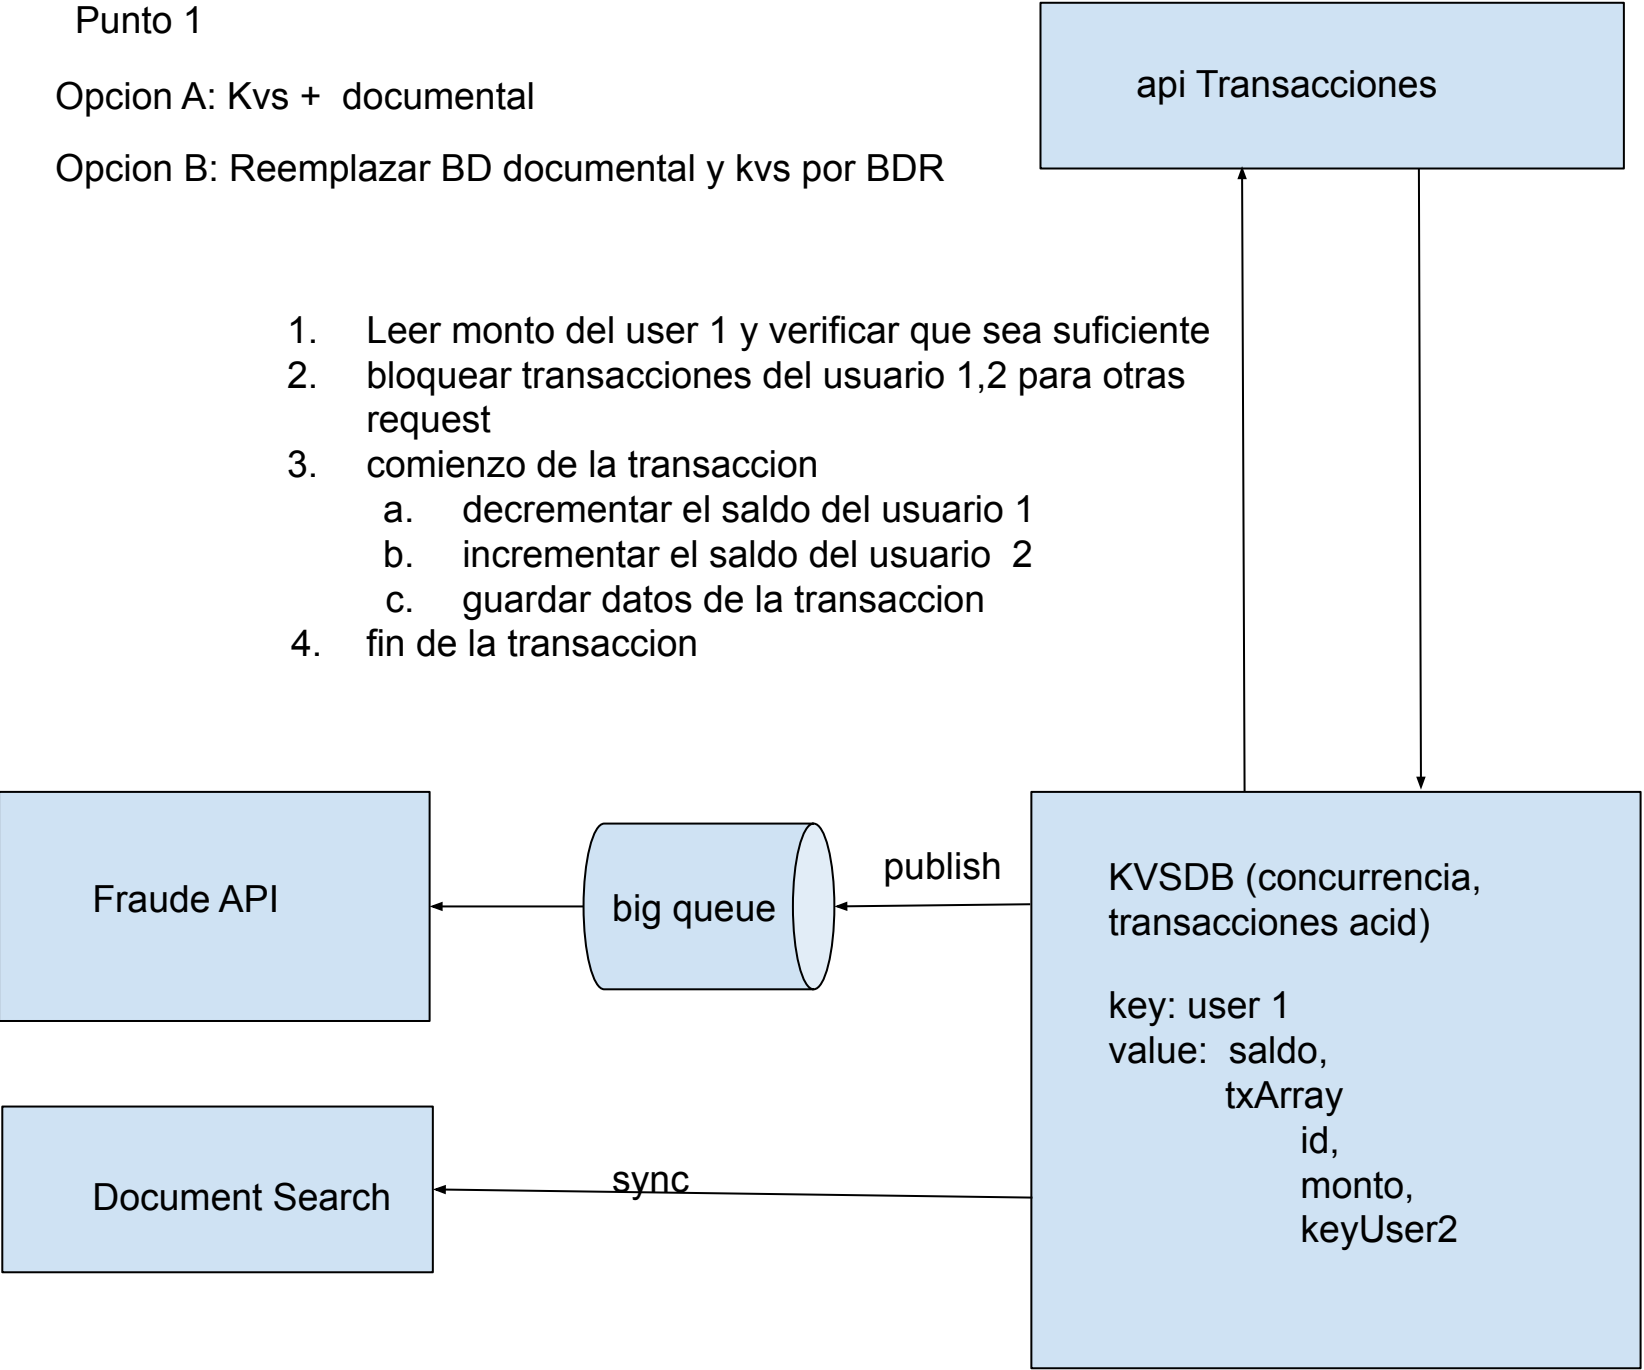 Punto 1
Opcion A: Kvs + documental
Opcion B: Reemplazar BD documental y kvs por BDR
api Transacciones
1. Leer monto del user 1 y verificar que sea suficiente
2. bloquear transacciones del usuario 1,2 para otras
request
3. comienzo de la transaccion
a. decrementar el saldo del usuario 1
b. incrementar el saldo del usuario 2
c. guardar datos de la transaccion
4. fin de la transaccion
Fraude API
big queue
publish
KVSDB (concurrencia,
transacciones acid)
key: user 1
value: saldo,
txArray
id,
monto,
keyUser2
Document Search
sync